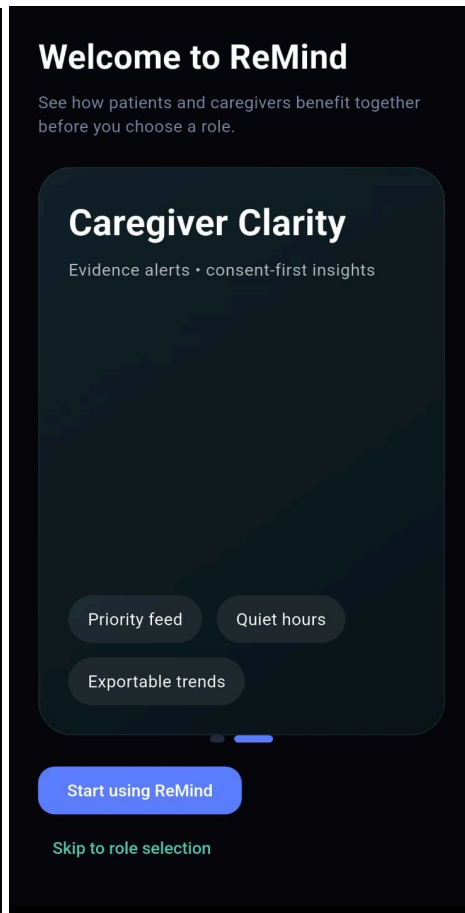 Welcome to ReMind
See how patients and caregivers benefit together
before you choose a role.
Caregiver Clarity
Evidence alerts • consent-first insights
Priority feed
Quiet hours
Exportable trends
Start using ReMind
Skip to role selection